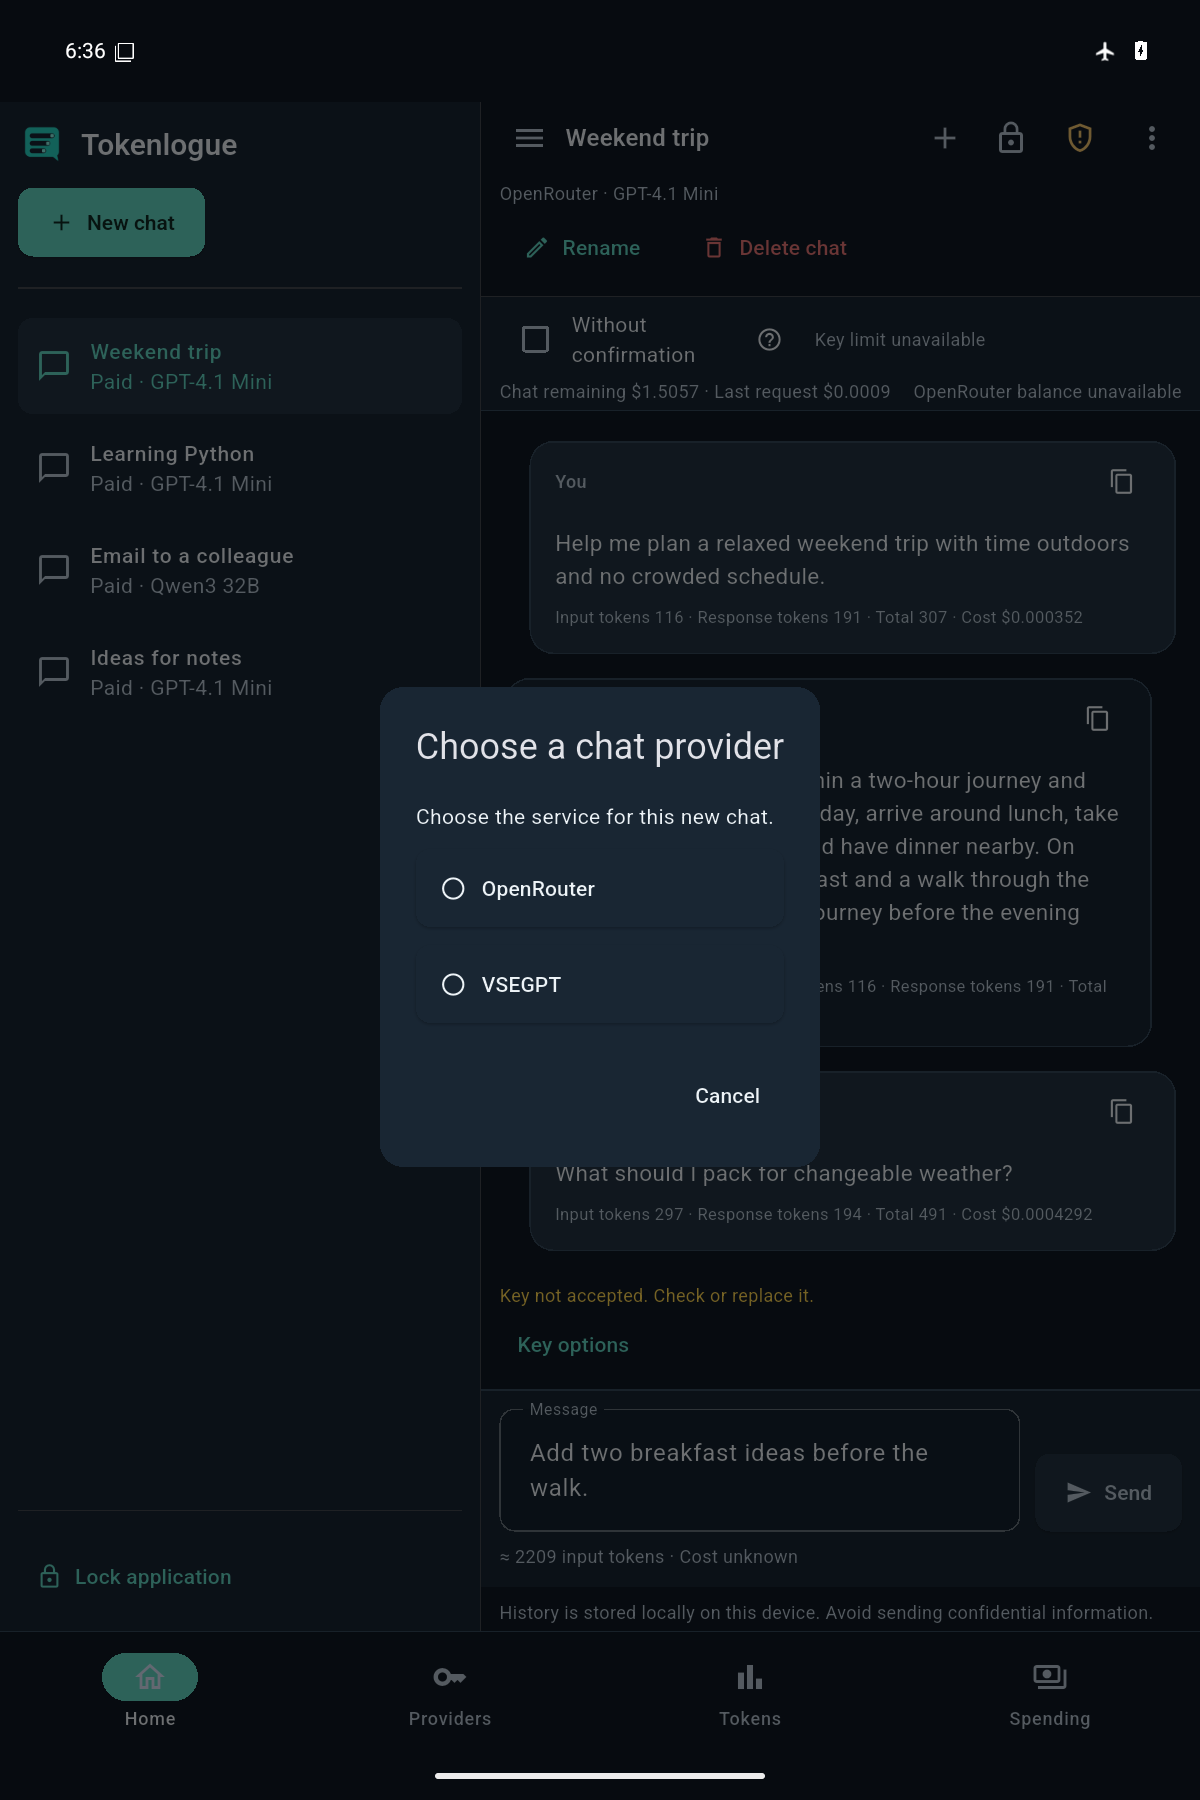 6:36
Tokenlogue
New chat
Weekend trip
Paid · GPT-4.1 Mini
Learning Python
Paid · GPT-4.1 Mini
Email to a colleague
Paid · Qwen3 32B
Ideas for notes
Paid · GPT-4.1 Mini
Lock application
Weekend trip
OpenRouter · GPT-4.1 Mini
Rename
Delete chat
Without
confirmation
Key limit unavailable
Chat remaining $1.5057 · Last request $0.0009
OpenRouter balance unavailable
You
Help me plan a relaxed weekend trip with time outdoors
and no crowded schedule.
Input tokens 116 · Response tokens 191 · Total 307 · Cost $0.000352
a two-hour journey and
day, arrive around lunch, take
have dinner nearby. On
and a walk through the
before the evening
116 · Response tokens 191 · Total
What should I pack for changeable weather?
Input tokens 297 · Response tokens 194 · Total 491 · Cost $0.0004292
Key not accepted. Check or replace it.
Key options
Message
Add two breakfast ideas before the
walk.
Send
≈ 2209 input tokens · Cost unknown
History is stored locally on this device. Avoid sending confidential information.
Choose a chat provider
Choose the service for this new chat.
OpenRouter
VSEGPT
Cancel
Home
Providers
Tokens
Spending